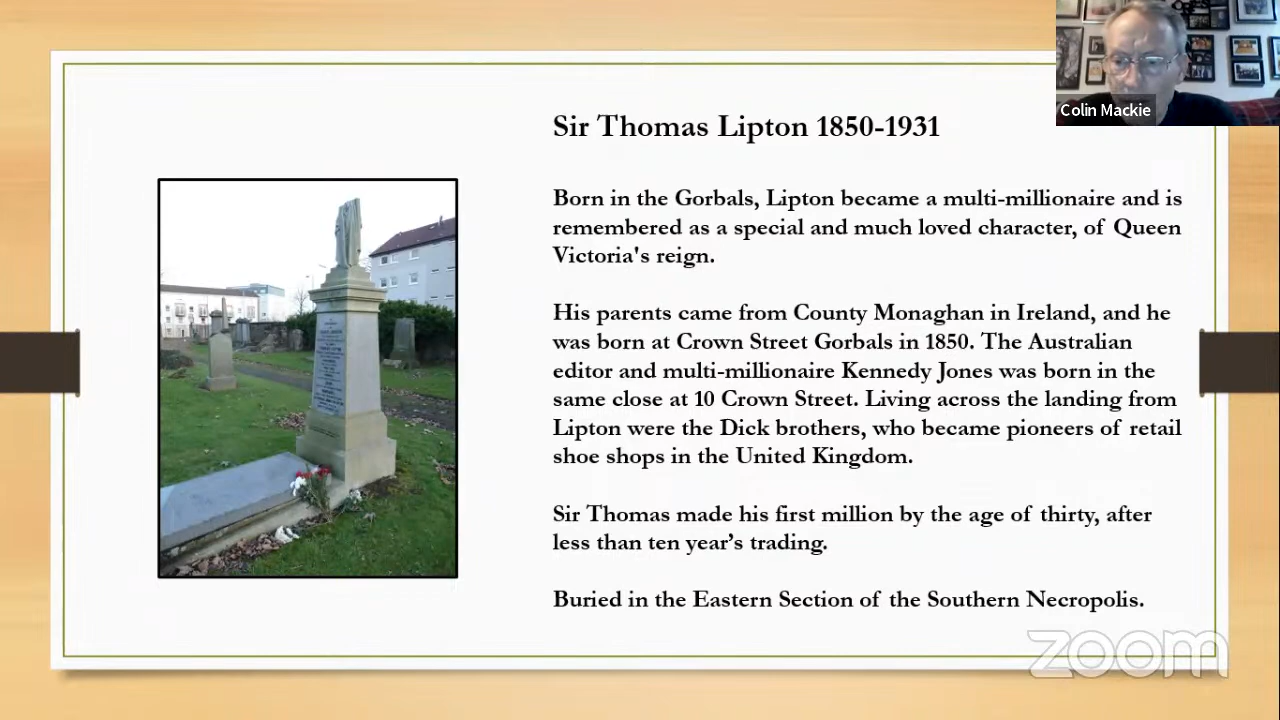 Colin Mackie
Sir Thomas Lipton 1850-1931
Born in the Gorbals, Lipton became a multi-millionaire and is
remembered as a special and much loved character, of Queen
Victoria's reign.
His parents came from County Monaghan in Ireland, and he
was born at Crown Street Gorbals in 1850. The Australian
editor and multi-millionaire Kennedy Jones was born in the
same close at 10 Crown Street. Living across the landing from
Lipton were the Dick brothers, who became pioneers of retail
shoe shops in the United Kingdom.
Sir Thomas made his first million by the age of thirty, after
less than ten year’s trading.
Buried in the Eastern Section of the Southern Necropolis.
zoom